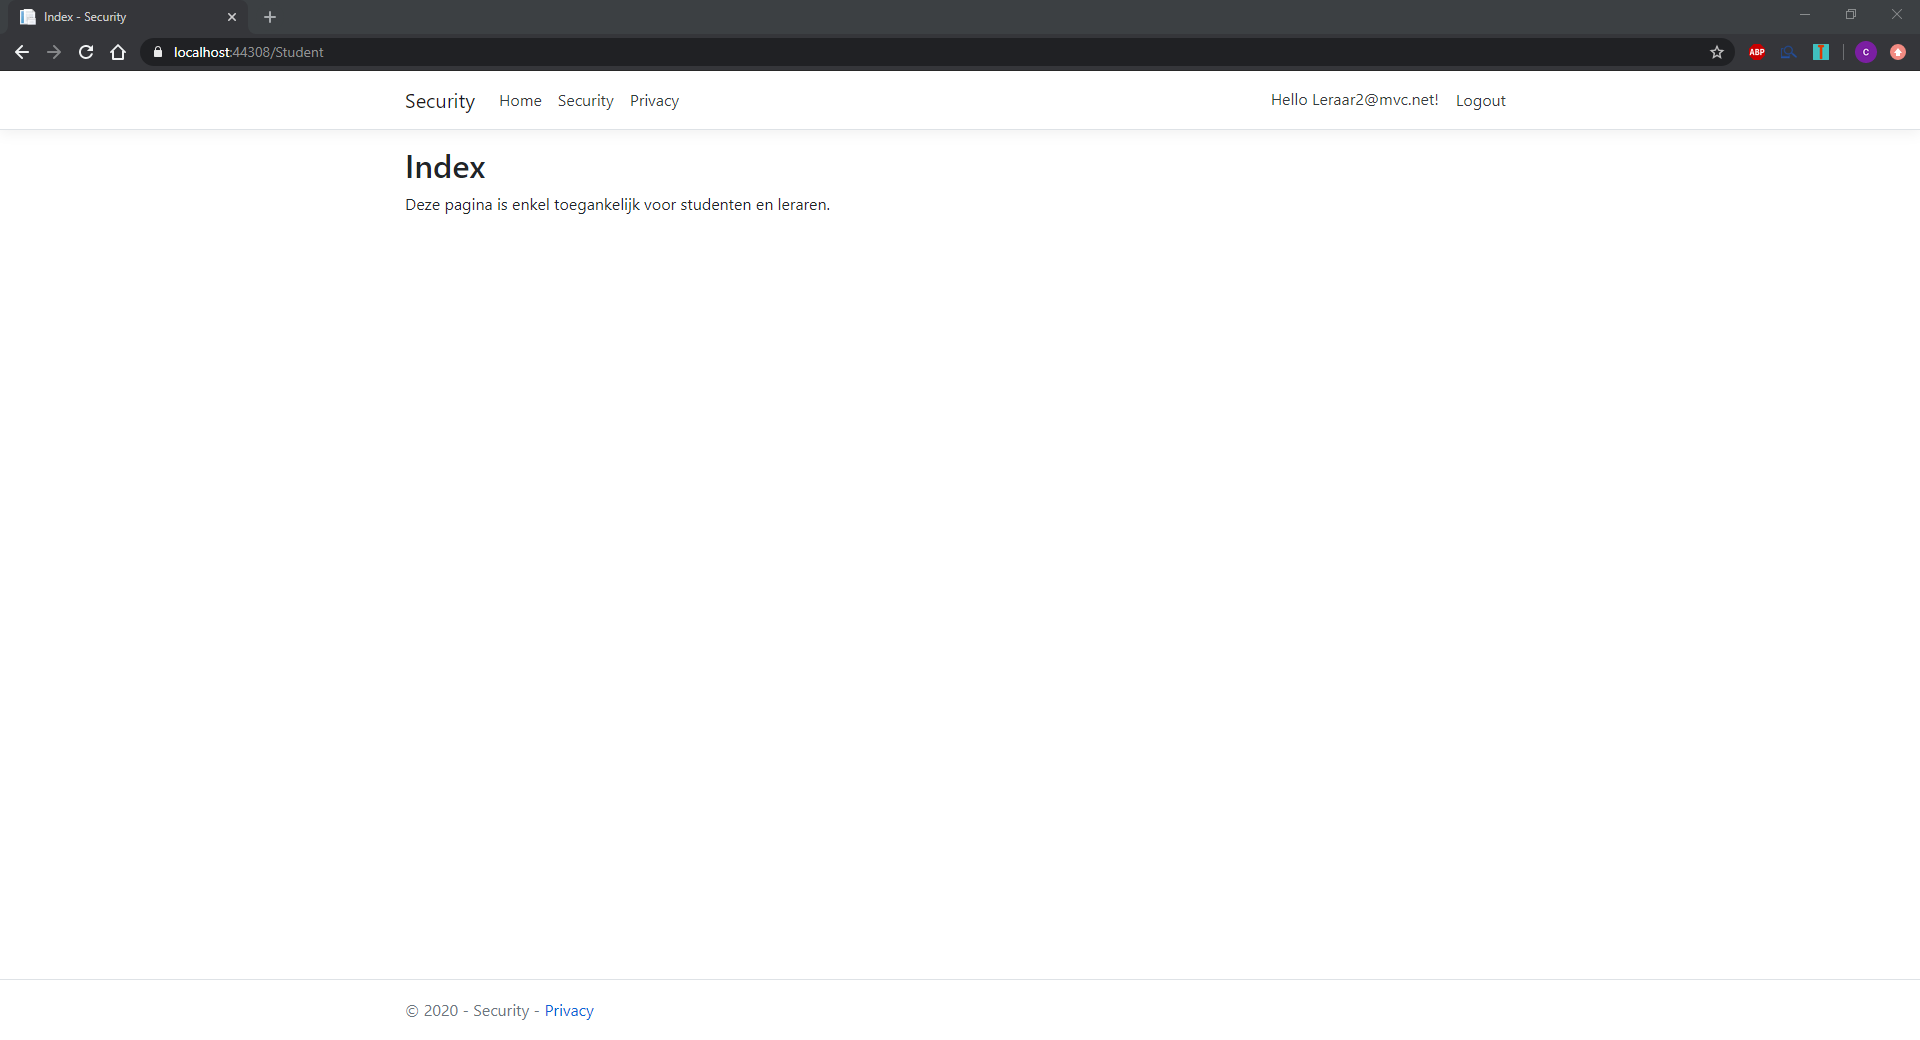 Index - Security
localhost:44308/Student
ABP
C
Security Home Security Privacy Hello Leraar2@mvc.net! Logout
Index
Deze pagina is enkel toegankelijk voor studenten en leraren.
© 2020 - Security - Privacy